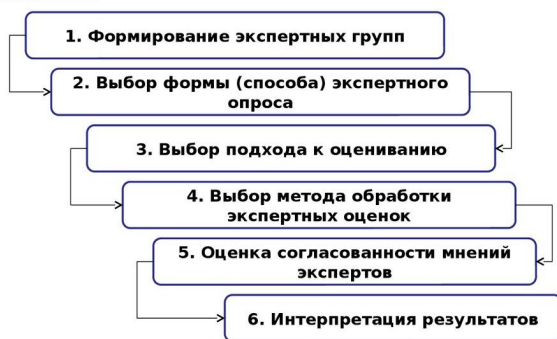 1. Формирование экспертных групп
2. Выбор формы (способа) экспертного
опроса
3. Выбор подхода к оцениванию
4. Выбор метода обработки
экспертных оценок
5. Оценка согласованности мнений
экспертов
6. Интерпретация результатов